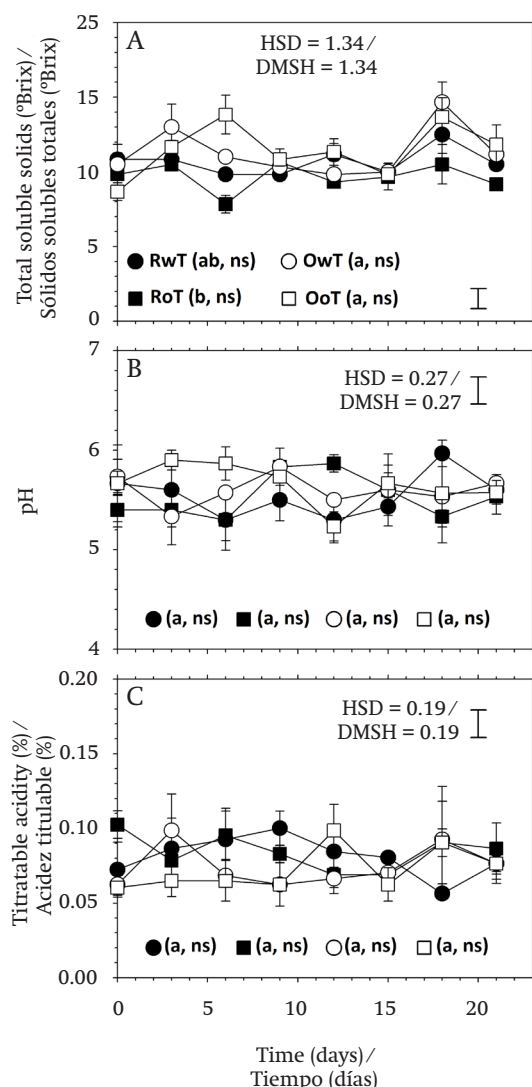 Total soluble solids (ºBrix) /
Sólidos solubles totales (ºBrix)
25
20
15
10
5
0
A
HSD = 1.34 /
DMSH = 1.34
RwT (ab, ns)
OwT (a, ns)
RoT (b, ns)
OoT (a, ns)
pH
7
6
5
4
B
HSD = 0.27 /
DMSH = 0.27
(a, ns)
(a, ns)
(a, ns)
(a, ns)
Titratable acidity (%) /
Acidez titulable (%)
0.20
0.15
0.10
0.05
0.00
C
HSD = 0.19 /
DMSH = 0.19
(a, ns)
(a, ns)
(a, ns)
(a, ns)
0
5
10
15
20
Time (days) /
Tiempo (días)